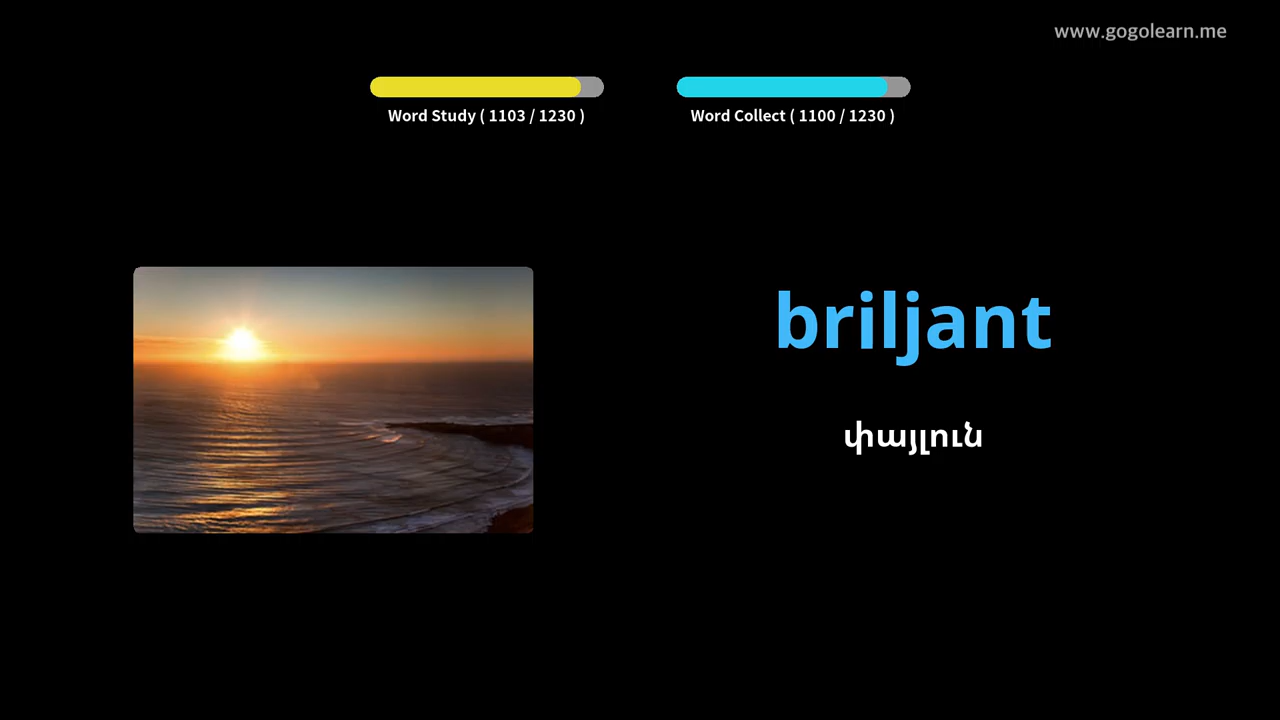 www.gogolearn.me
Word Study ( 1103 / 1230 )
Word Collect ( 1100 / 1230 )
briljant
փայլուն